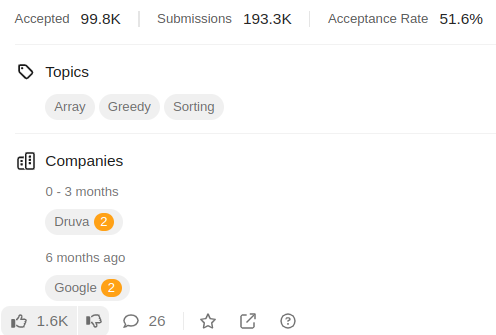 Accepted 99.8K Submissions 193.3K Acceptance Rate 51.6%
Topics
Array Greedy Sorting
Companies
0 - 3 months
Druva 2
6 months ago
Google 2
1.6K 26